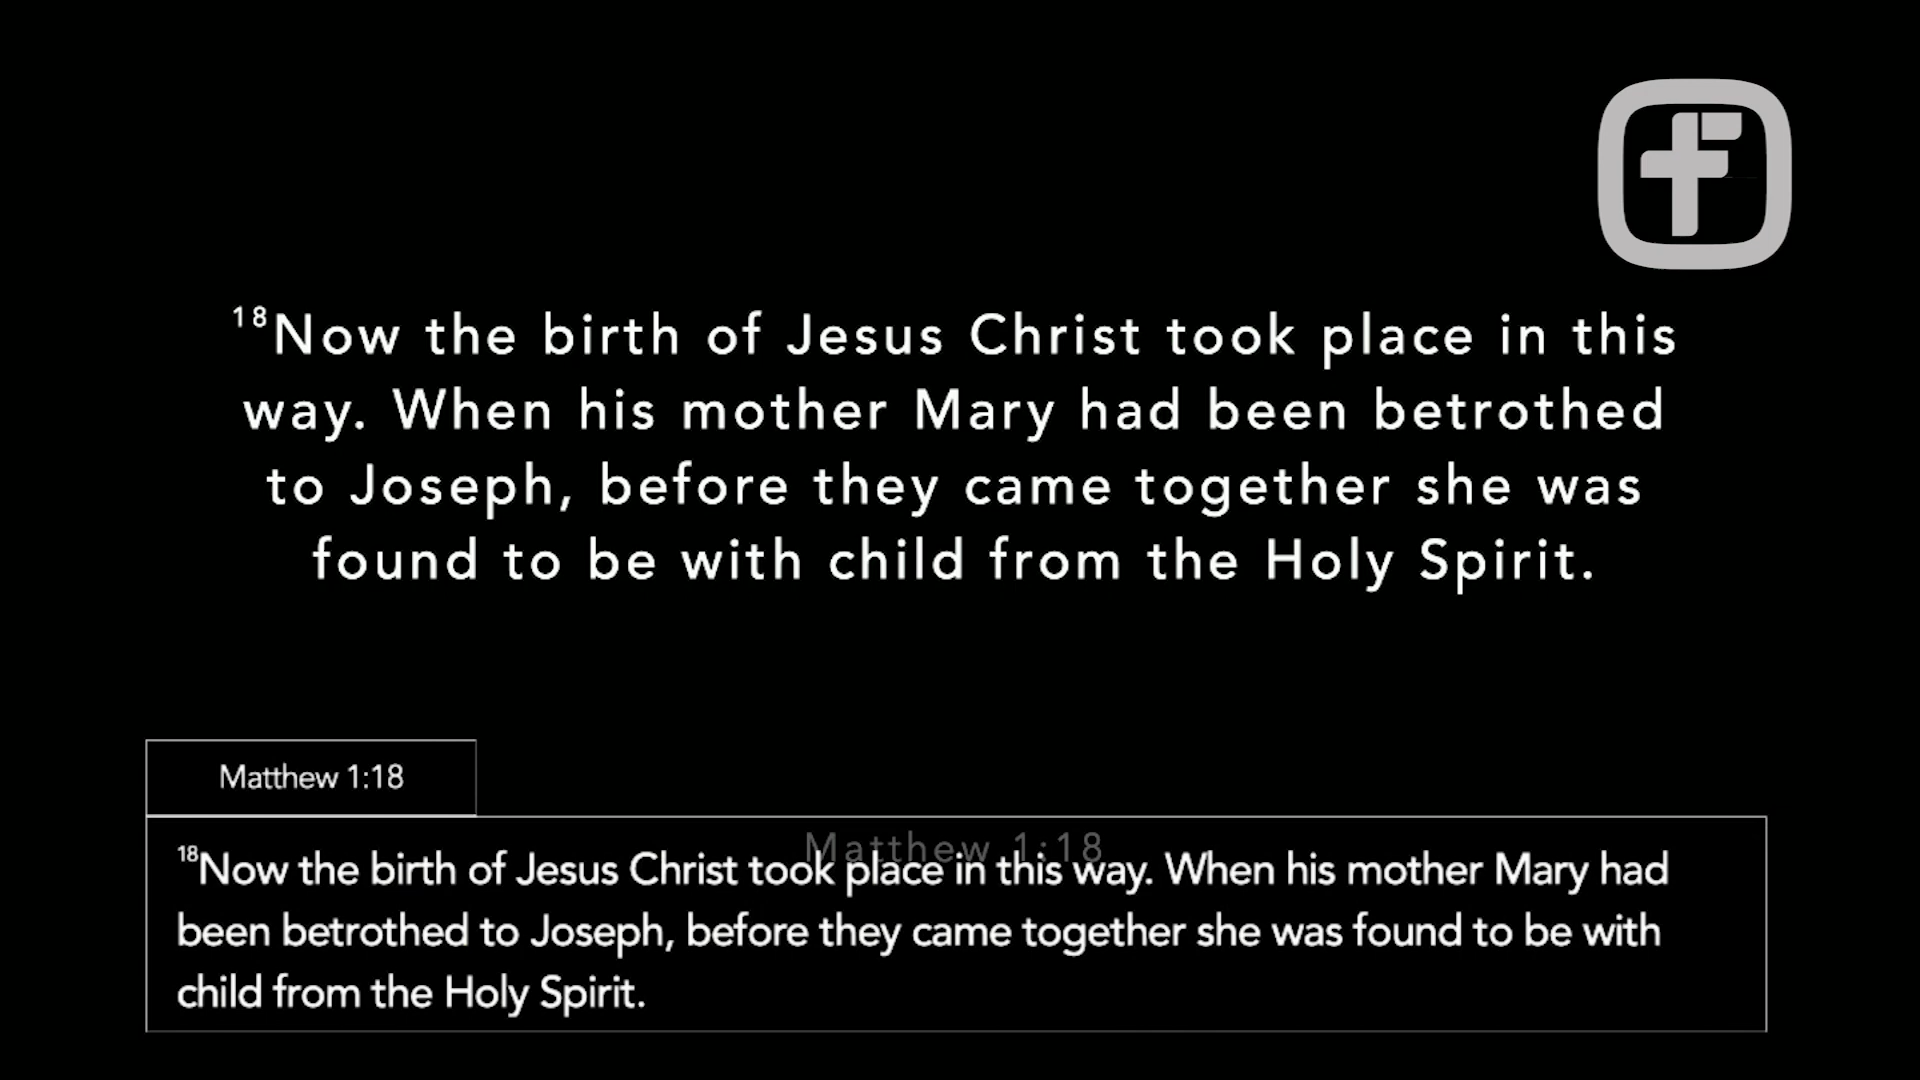 ¹⁸Now the birth of Jesus Christ took place in this
way. When his mother Mary had been betrothed
to Joseph, before they came together she was
found to be with child from the Holy Spirit.
Matthew 1:18
Matthew 1:18
¹⁸Now the birth of Jesus Christ took place in this way. When his mother Mary had
been betrothed to Joseph, before they came together she was found to be with
child from the Holy Spirit.